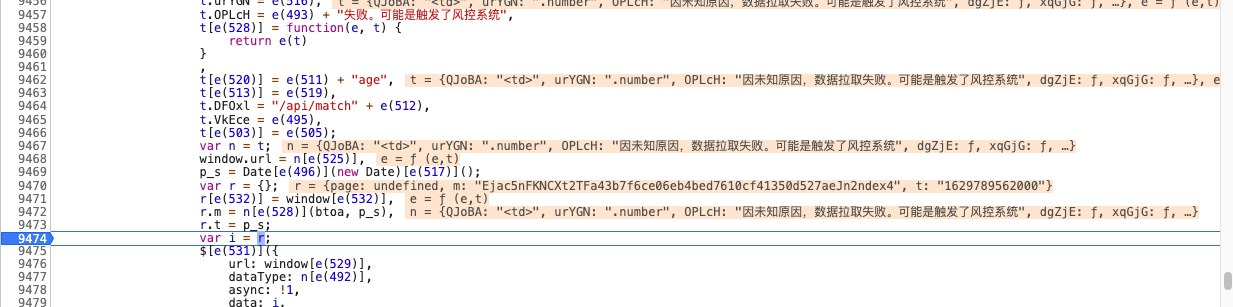 9456 t.urYGN = e(516), t = {QJoBA: "<td>", urYGN: ".number", OPLcH: "因未知原因，数据拉取失败。可能是触发了风控系统", dgZjE: ƒ, xqGjG: ƒ, …}, e = ƒ (e,t)
9457 t.OPLcH = e(493) + "失败。可能是触发了风控系统",
9458 t[e(528)] = function(e, t) {
9459 return e(t)
9460 }
9461 ,
9462 t[e(520)] = e(511) + "age", t = {QJoBA: "<td>", urYGN: ".number", OPLcH: "因未知原因，数据拉取失败。可能是触发了风控系统", dgZjE: ƒ, xqGjG: ƒ, …}, e
9463 t[e(513)] = e(519),
9464 t.DFOxl = "/api/match" + e(512),
9465 t.VkEce = e(495),
9466 t[e(503)] = e(505);
9467 var n = t; n = {QJoBA: "<td>", urYGN: ".number", OPLcH: "因未知原因，数据拉取失败。可能是触发了风控系统", dgZjE: ƒ, xqGjG: ƒ, …}
9468 window.url = n[e(525)], e = ƒ (e,t)
9469 p_s = Date[e(496)](new Date)[e(517)]();
9470 var r = {}; r = {page: undefined, m: "Ejac5nFKNCXt2TFa43b7f6ce06eb4bed7610cf41350d527aeJn2ndex4", t: "1629789562000"}
9471 r[e(532)] = window[e(532)], e = ƒ (e,t)
9472 r.m = n[e(528)](btoa, p_s), n = {QJoBA: "<td>", urYGN: ".number", OPLcH: "因未知原因，数据拉取失败。可能是触发了风控系统", dgZjE: ƒ, xqGjG: ƒ, …}
9473 r.t = p_s;
9474 var i = r;
9475 $[e(531)]({
9476 url: window[e(529)],
9477 dataType: n[e(492)],
9478 async: !1,
9479 data: i,